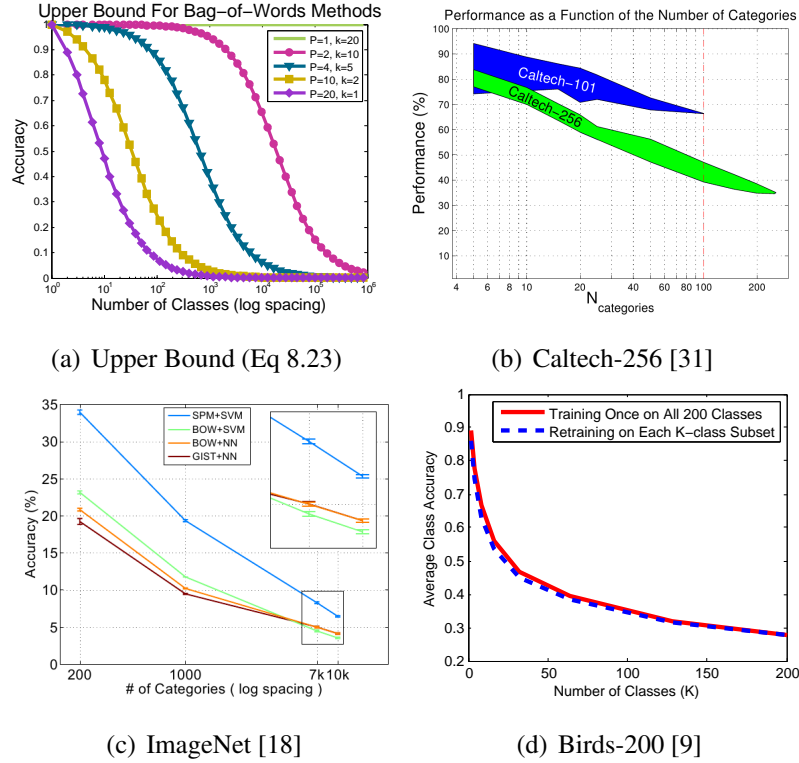 Upper Bound For Bag-of-Words Methods
1
0.9
0.8
0.7
0.6
0.5
0.4
0.3
0.2
0.1
0
Accuracy
P=1, k=20
P=2, k=10
P=4, k=5
P=10, k=2
P=20, k=1
10^0 10^1 10^2 10^3 10^4 10^5 10^6
Number of Classes (log spacing)
(a) Upper Bound (Eq 8.23)
Performance as a Function of the Number of Categories
100
90
80
70
60
50
40
30
20
10
Performance (%)
Caltech-101
Caltech-256
4 6 8 10 20 40 60 80 100 200
N_categories
(b) Caltech-256 [31]
35
30
25
20
15
10
5
0
Accuracy (%)
SPM+SVM
BOW+SVM
BOW+NN
GIST+NN
200 1000 7k 10k
# of Categories ( log spacing )
(c) ImageNet [18]
1
0.9
0.8
0.7
0.6
0.5
0.4
0.3
0.2
Average Class Accuracy
Training Once on All 200 Classes
Retraining on Each K-class Subset
0 50 100 150 200
Number of Classes (K)
(d) Birds-200 [9]